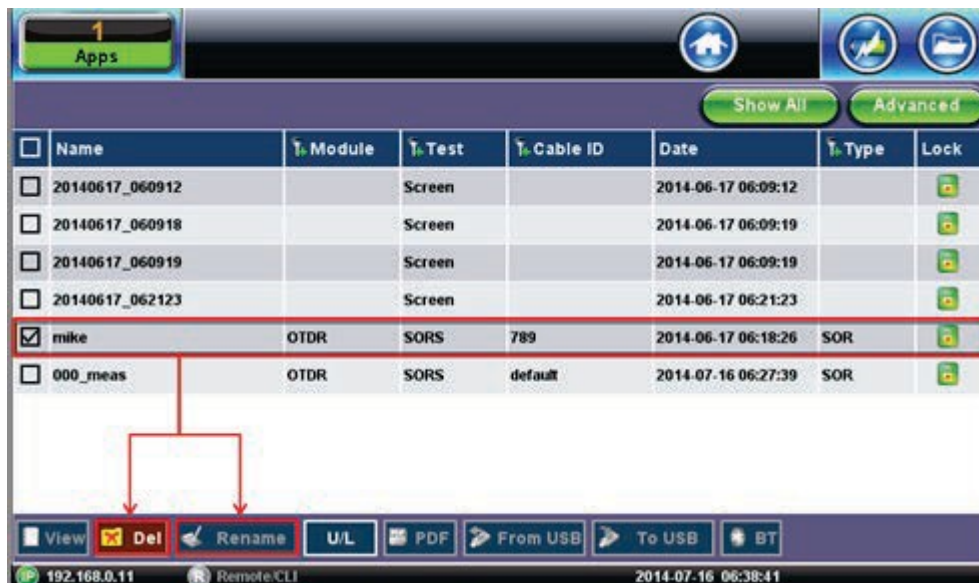 1
Apps
Show All Advanced
Name Module Test Cable ID Date Type Lock
20140617_060912 Screen 2014-06-17 06:09:12
20140617_060918 Screen 2014-06-17 06:09:19
20140617_060919 Screen 2014-06-17 06:09:19
20140617_062123 Screen 2014-06-17 06:21:23
mike OTDR SORS 789 2014-06-17 06:18:26 SOR
000_meas OTDR SORS default 2014-07-16 06:27:39 SOR
View Del Rename U/L PDF From USB To USB BT
IP 192.168.0.11 R Remote/CLI 2014-07-16 06:38:41